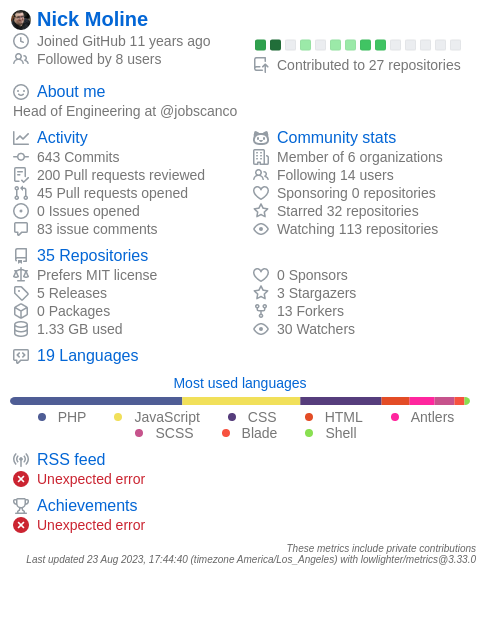 Nick Moline
Joined GitHub 11 years ago
Followed by 8 users
Contributed to 27 repositories
About me
Head of Engineering at @jobscanco
Activity
643 Commits
200 Pull requests reviewed
45 Pull requests opened
0 Issues opened
83 issue comments
Community stats
Member of 6 organizations
Following 14 users
Sponsoring 0 repositories
Starred 32 repositories
Watching 113 repositories
35 Repositories
Prefers MIT license
5 Releases
0 Packages
1.33 GB used
0 Sponsors
3 Stargazers
13 Forkers
30 Watchers
19 Languages
Most used languages
PHP JavaScript CSS HTML Antlers
SCSS Blade Shell
RSS feed
Unexpected error
Achievements
Unexpected error
These metrics include private contributions
Last updated 23 Aug 2023, 17:44:40 (timezone America/Los_Angeles) with lowlighter/metrics@3.33.0